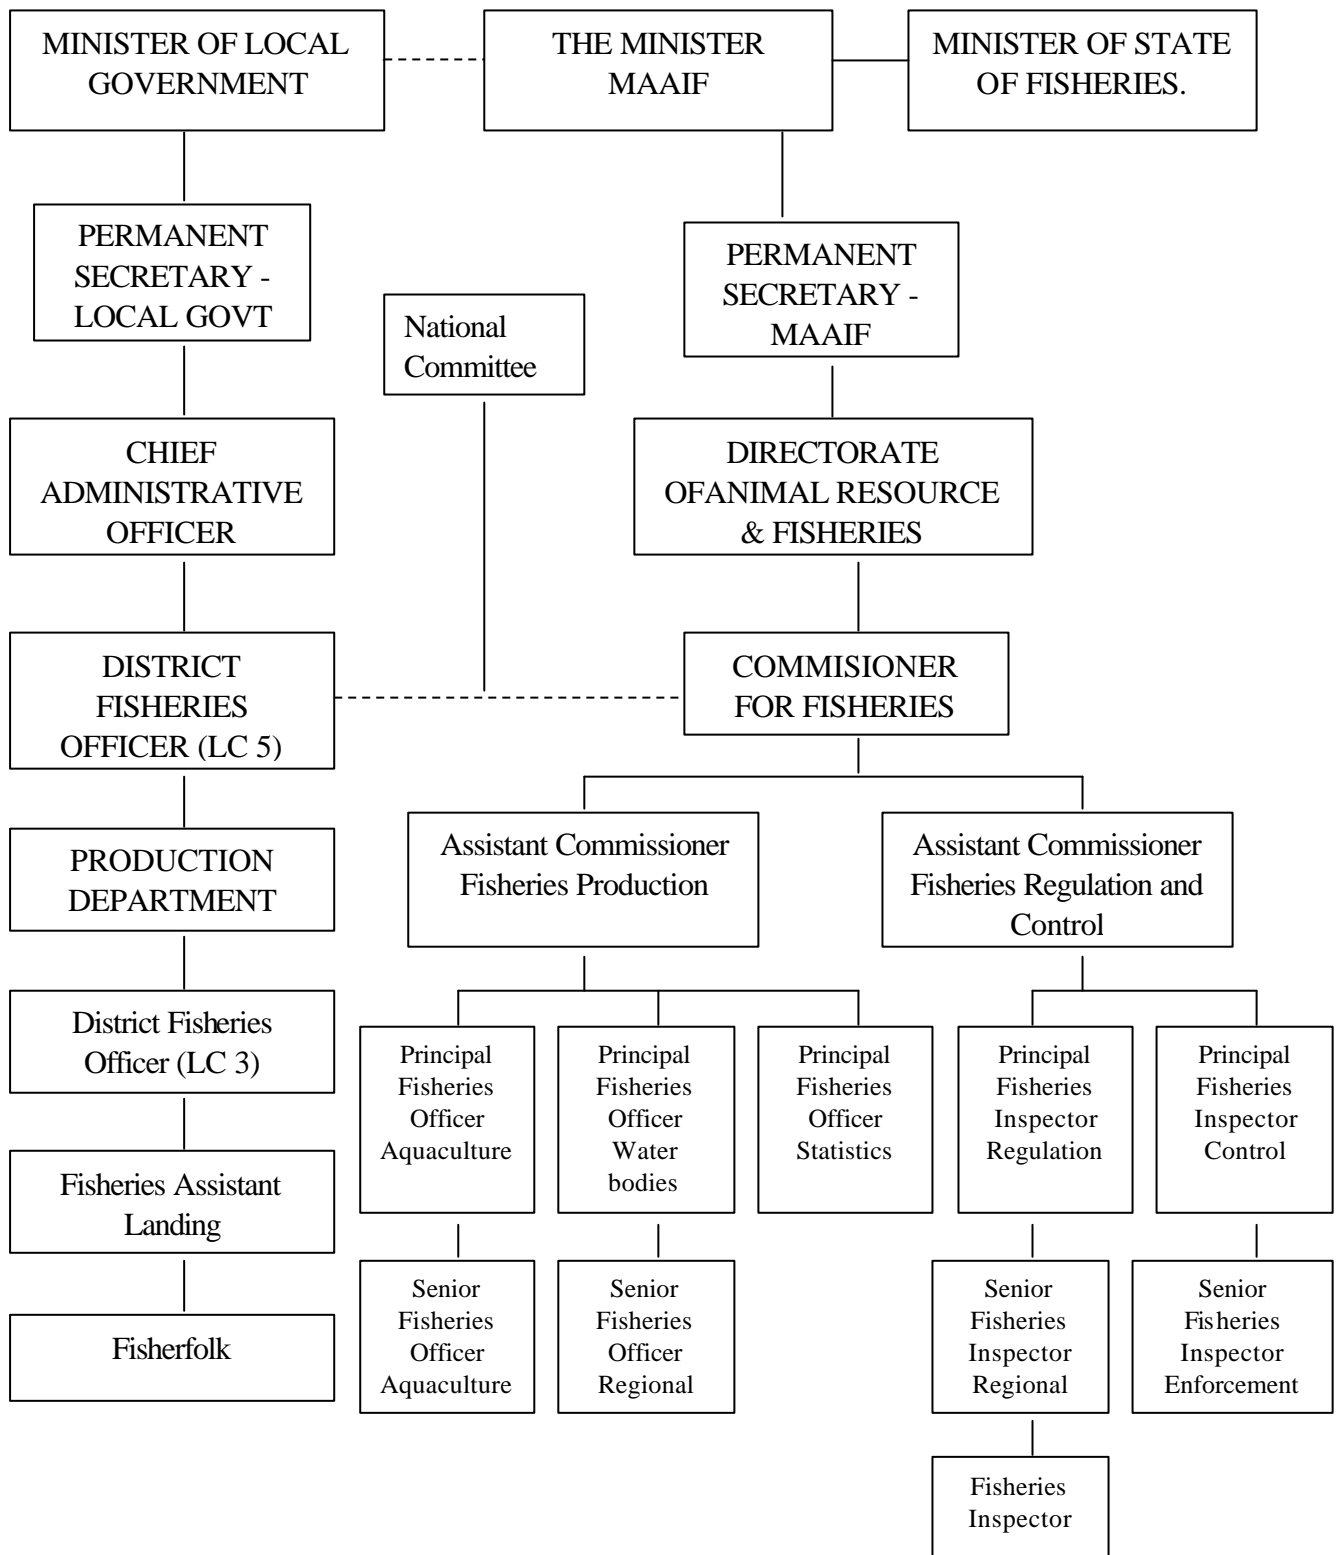 MINISTER OF LOCAL
GOVERNMENT
THE MINISTER
MAAIF
MINISTER OF STATE
OF FISHERIES.
PERMANENT
SECRETARY -
LOCAL GOVT
National
Committee
PERMANENT
SECRETARY -
MAAIF
CHIEF
ADMINISTRATIVE
OFFICER
DIRECTORATE
OFANIMAL RESOURCE
& FISHERIES
DISTRICT
FISHERIES
OFFICER (LC 5)
COMMISIONER
FOR FISHERIES
PRODUCTION
DEPARTMENT
Assistant Commissioner
Fisheries Production
Assistant Commissioner
Fisheries Regulation and
Control
District Fisheries
Officer (LC 3)
Principal
Fisheries
Officer
Aquaculture
Principal
Fisheries
Officer
Water
bodies
Principal
Fisheries
Officer
Statistics
Principal
Fisheries
Inspector
Regulation
Principal
Fisheries
Inspector
Control
Fisheries Assistant
Landing
Fisherfolk
Senior
Fisheries
Officer
Aquaculture
Senior
Fisheries
Officer
Regional
Senior
Fisheries
Inspector
Regional
Senior
Fisheries
Inspector
Enforcement
Fisheries
Inspector